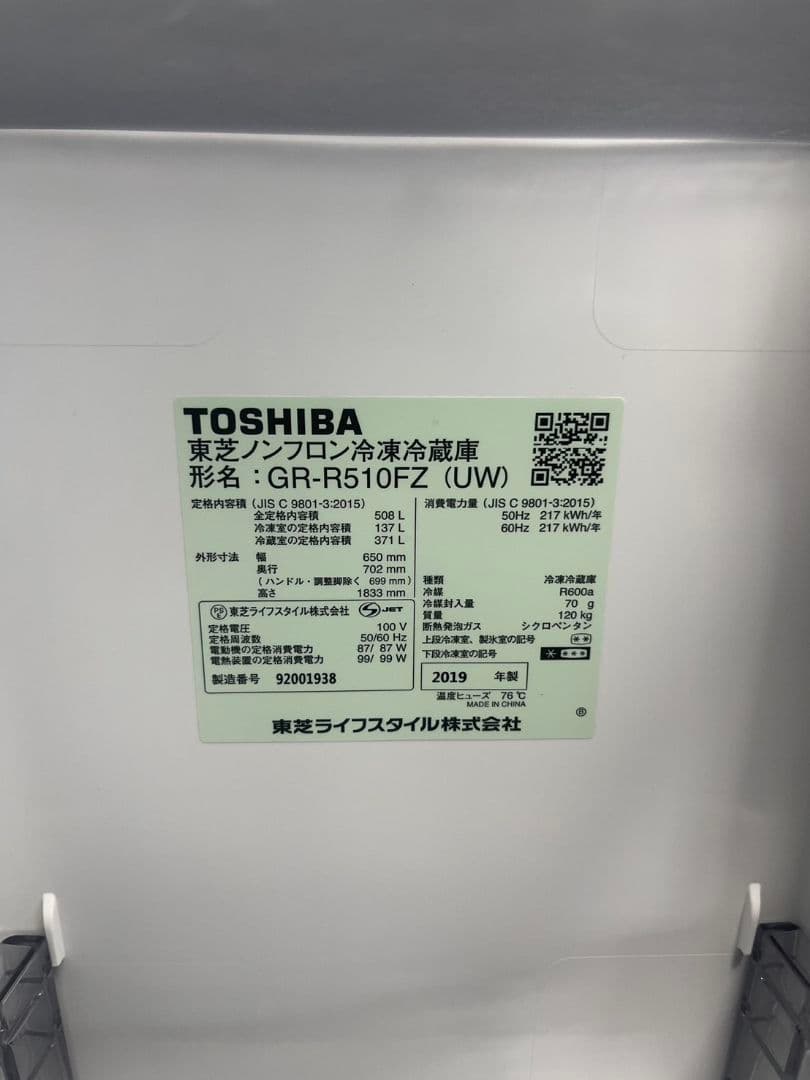 TOSHIBA
東芝ノンフロン冷凍冷蔵庫
形名：GR-R510FZ（UW）
定格内容積（JIS C 9801-3:2015）
全定格内容積 508 L
冷凍室の定格内容積 137 L
冷蔵室の定格内容積 371 L
外形寸法 幅 650 mm
奥行 702 mm
（ハンドル・調整脚除く 699 mm）
高さ 1833 mm
PS E 東芝ライフスタイル株式会社 S JET
定格電圧 100 V
定格周波数 50/60 Hz
電動機の定格消費電力 87/ 87 W
電熱装置の定格消費電力 99/ 99 W
製造番号 92001938
消費電力量（JIS C 9801-3:2015）
50Hz 217 kWh/年
60Hz 217 kWh/年
種類 冷凍冷蔵庫
冷媒 R600a
冷媒封入量 70 g
質量 120 kg
断熱発泡ガス シクロペンタン
上段冷凍室、製氷室の記号 **
下段冷凍室の記号 * ***
2019 年製
温度ヒューズ 76 ℃
MADE IN CHINA
Ⓡ
東芝ライフスタイル株式会社